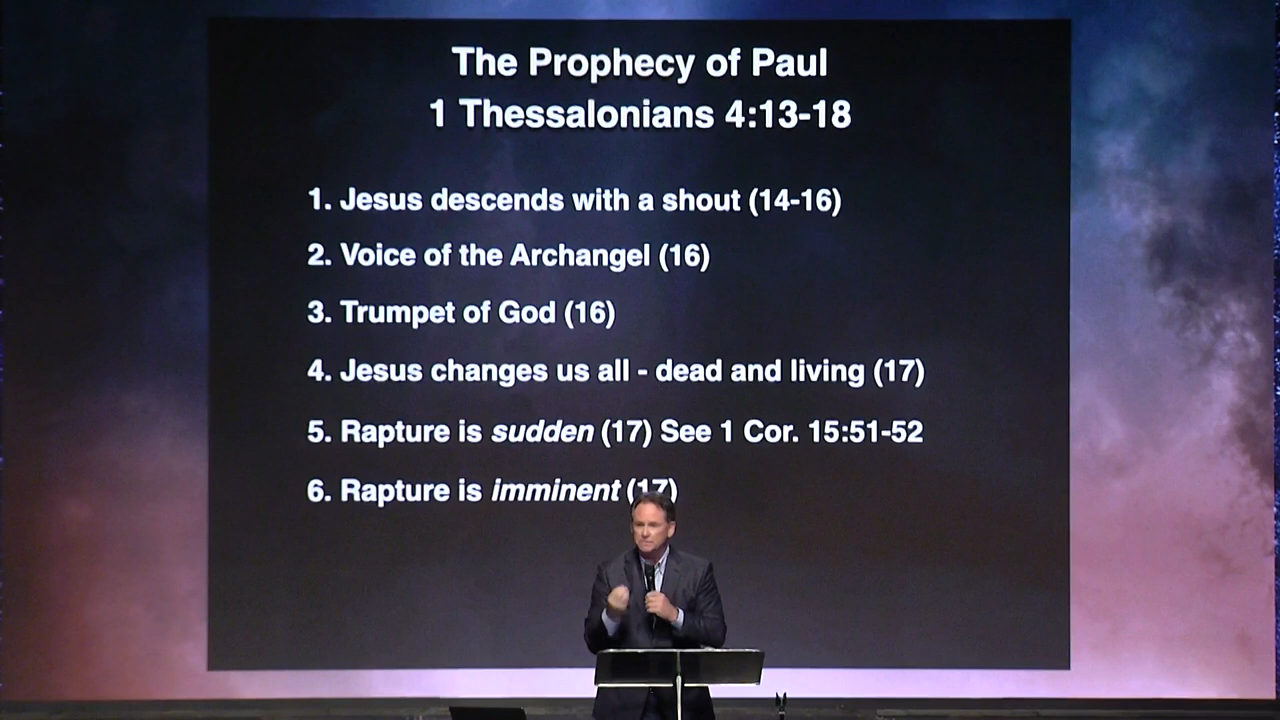 The Prophecy of Paul
1 Thessalonians 4:13-18
1. Jesus descends with a shout (14-16)
2. Voice of the Archangel (16)
3. Trumpet of God (16)
4. Jesus changes us all - dead and living (17)
5. Rapture is sudden (17) See 1 Cor. 15:51-52
6. Rapture is imminent (17)